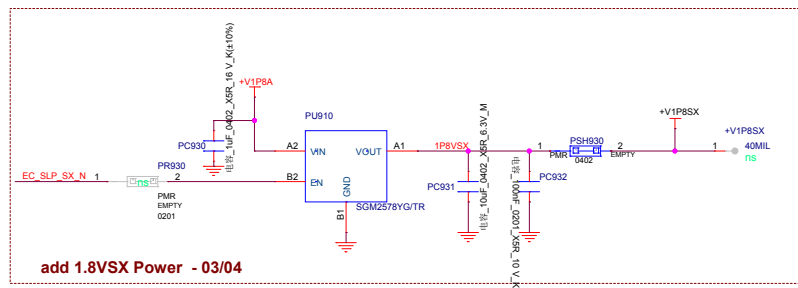 电容_1uF_0402_X5R_16 V_K(±10%)
+V1P8A
PU910
PC930
A2
VIN
VOUT
A1
1P8VSX
1
PSH930
2
+V1P8SX
1
+V1P8SX
PMR
0402
EMPTY
40MIL
ns
EC_SLP_SX_N
1
PR930
ns
2
B2
EN
GND
PMR
EMPTY
0201
B1
SGM2578YG/TR
PC931
电容_10uF_0402_X5R_6.3V_M
PC932
电容_100nF_0201_X5R_10 V_K
add 1.8VSX Power - 03/04